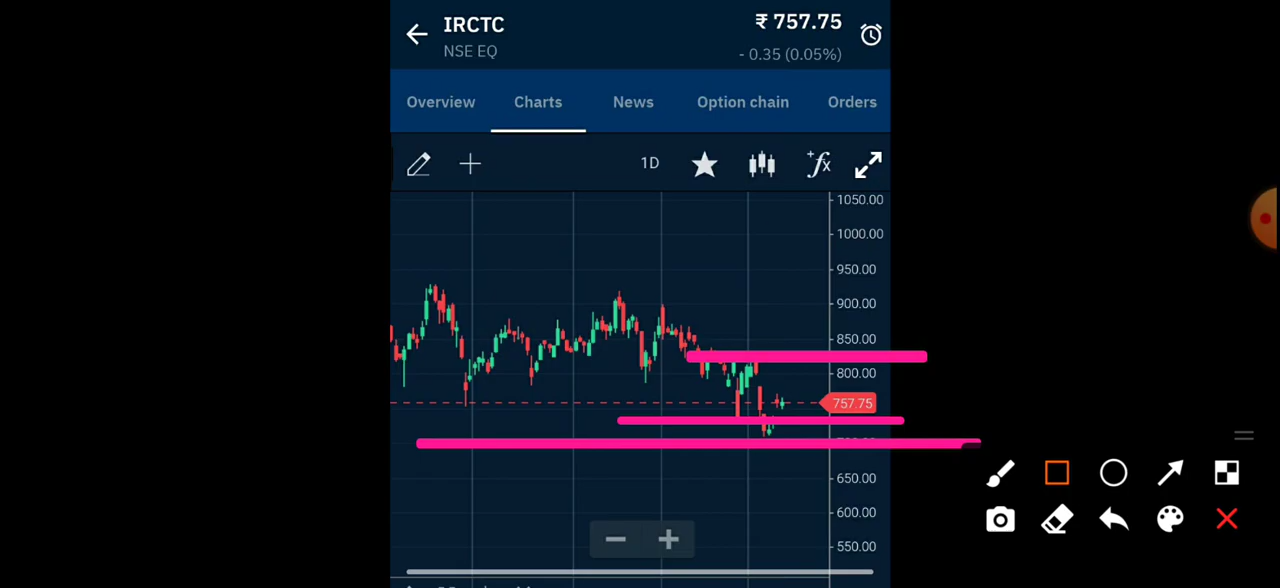 IRCTC
₹ 757.75
NSE EQ
- 0.35 (0.05%)
Overview
Charts
News
Option chain
Orders
1D
fx
1050.00
1000.00
950.00
900.00
850.00
800.00
757.75
650.00
600.00
550.00